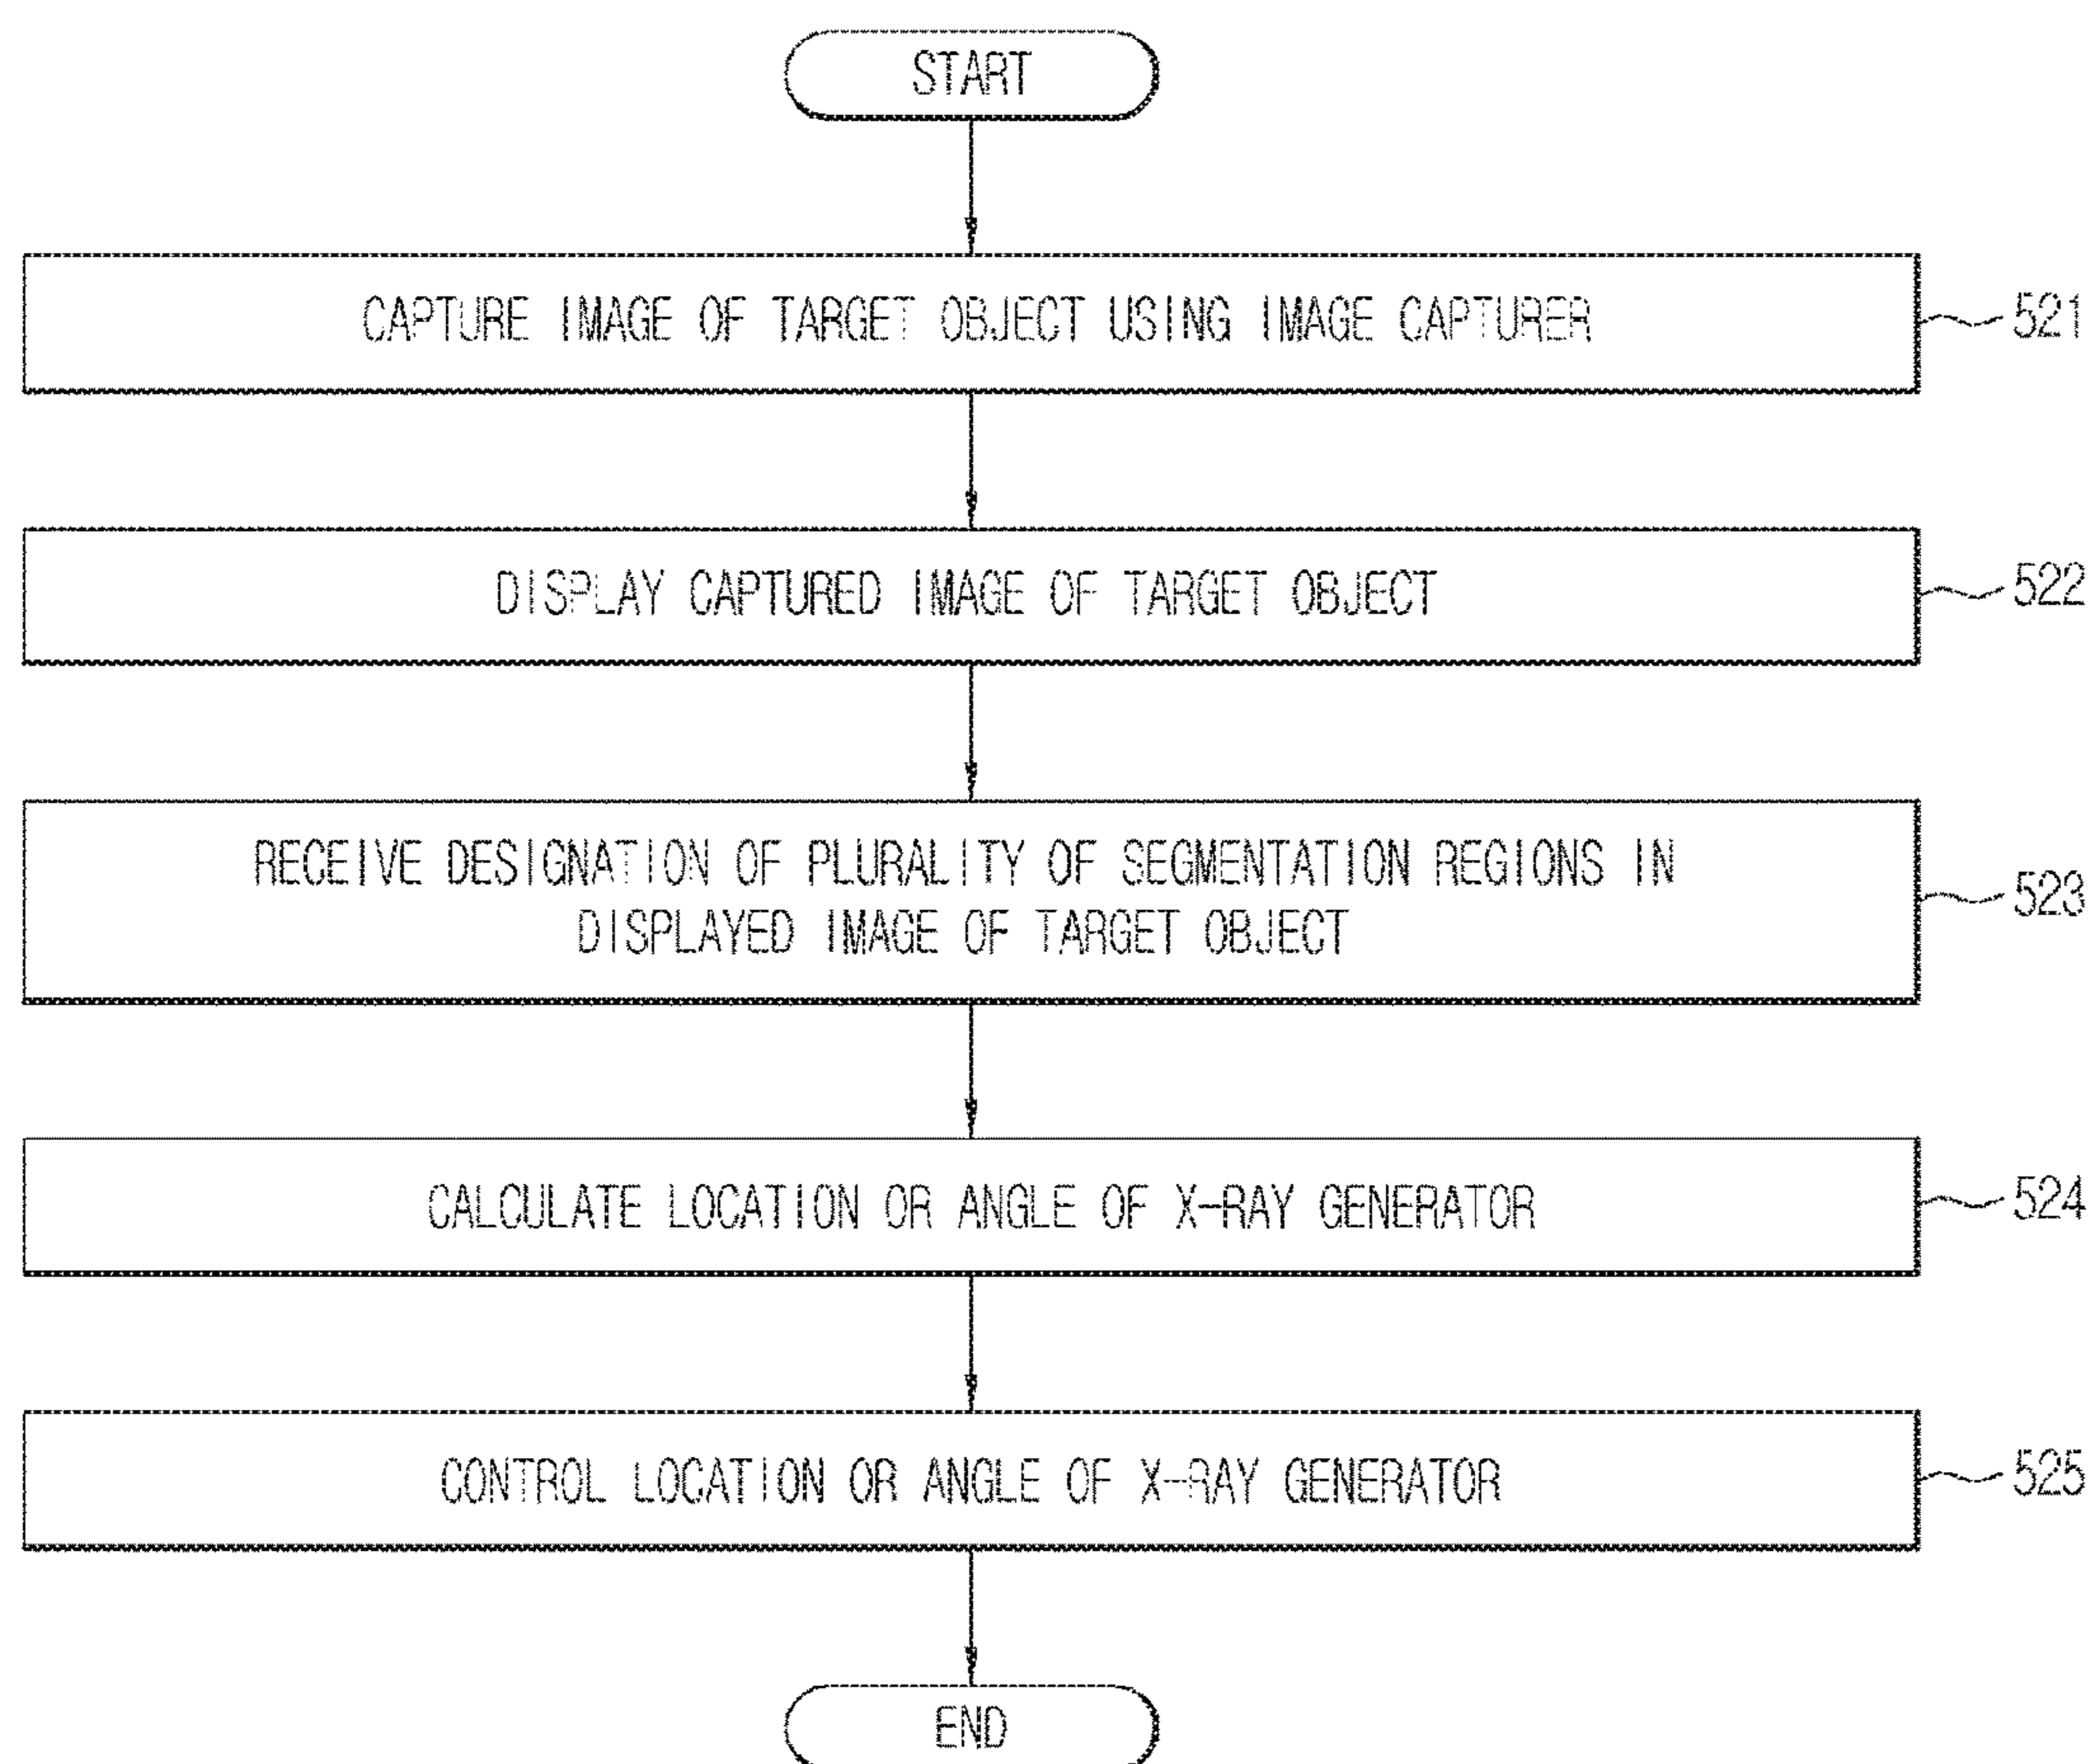 START
CAPTURE IMAGE OF TARGET OBJECT USING IMAGE CAPTURER
521
DISPLAY CAPTURED IMAGE OF TARGET OBJECT
522
RECEIVE DESIGNATION OF PLURALITY OF SEGMENTATION REGIONS IN
DISPLAYED IMAGE OF TARGET OBJECT
523
CALCULATE LOCATION OR ANGLE OF X-RAY GENERATOR
524
CONTROL LOCATION OR ANGLE OF X-RAY GENERATOR
525
END